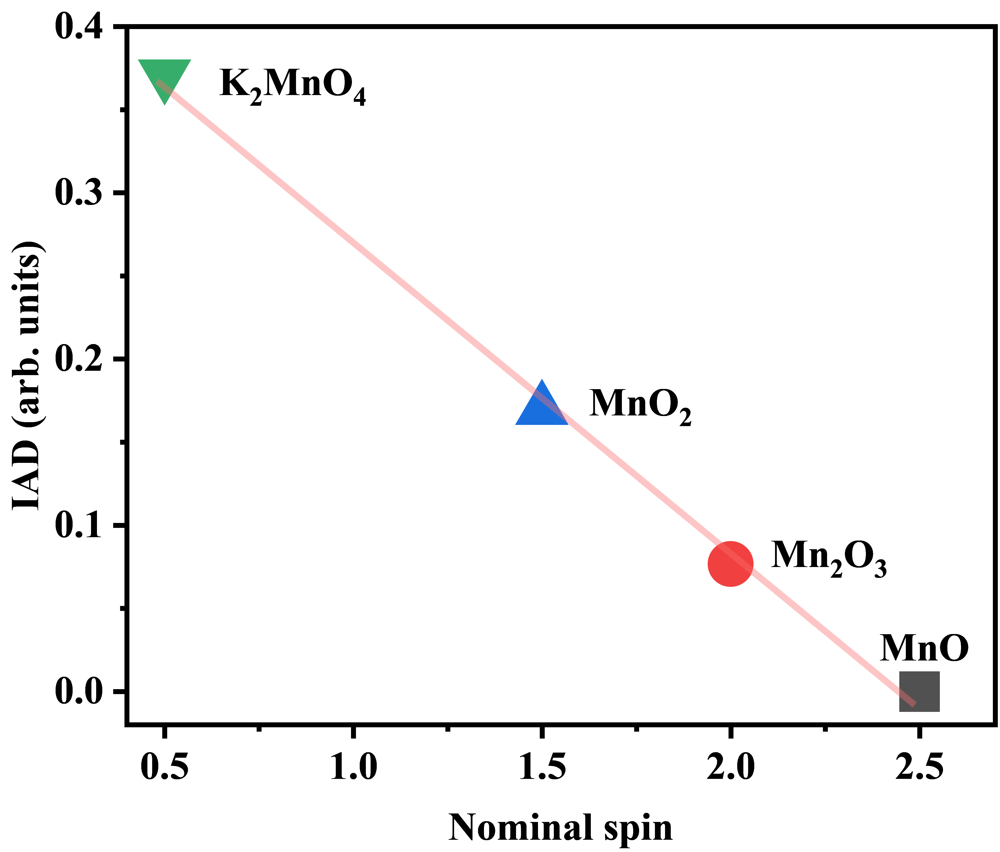 0.4
K₂MnO₄
0.3
0.2
MnO₂
0.1
Mn₂O₃
MnO
0.0
IAD (arb. units)
0.5 1.0 1.5 2.0 2.5
Nominal spin